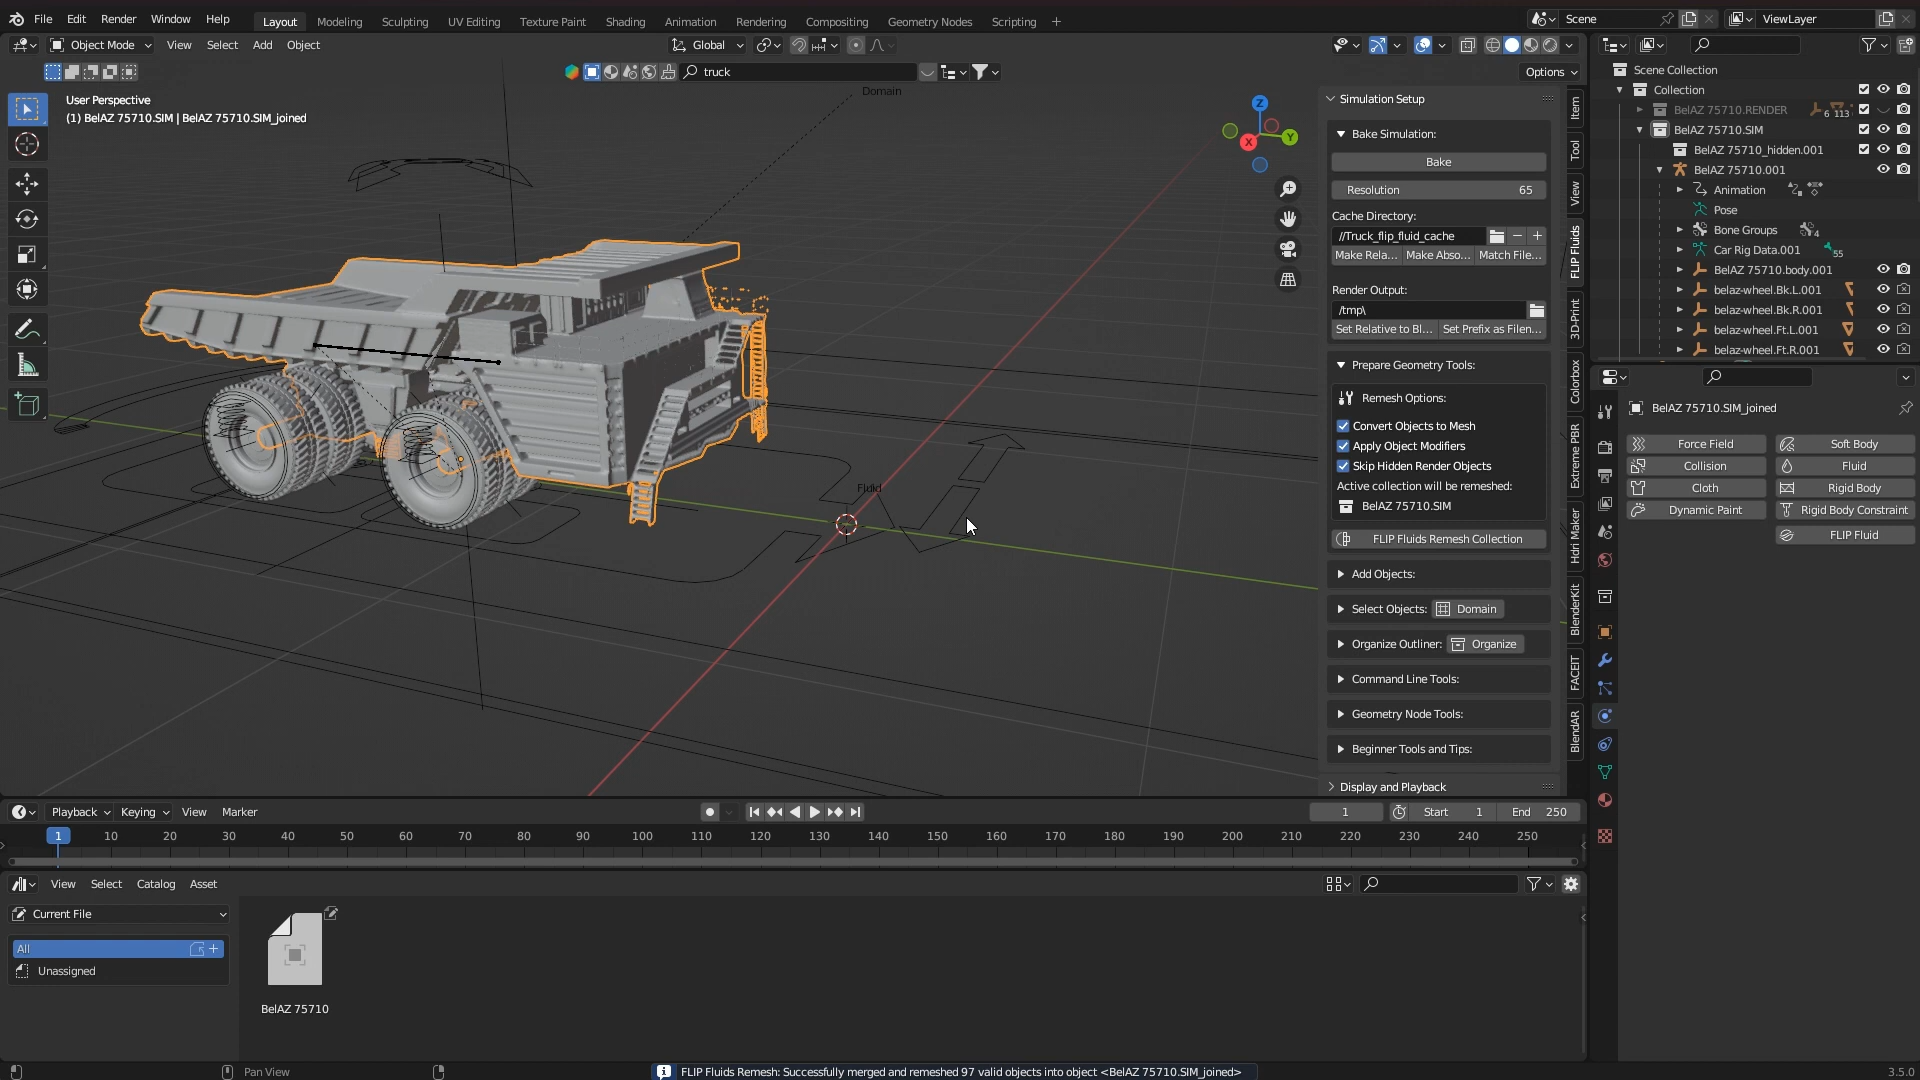 File Edit Render Window Help Layout Modeling Sculpting UV Editing Texture Paint Shading Animation Rendering Compositing Geometry Nodes Scripting + Scene ViewLayer
Object Mode View Select Add Object Global
truck Options
User Perspective
(1) BelAZ 75710.SIM | BelAZ 75710.SIM_joined
Domain
Fluid
Z
Y
X
Simulation Setup
Bake Simulation:
Bake
Resolution 65
Cache Directory:
//Truck_flip_fluid_cache
Make Rela... Make Abso... Match File...
Render Output:
/tmp\
Set Relative to Bl... Set Prefix as Filen...
Prepare Geometry Tools:
Remesh Options:
Convert Objects to Mesh
Apply Object Modifiers
Skip Hidden Render Objects
Active collection will be remeshed:
BelAZ 75710.SIM
FLIP Fluids Remesh Collection
Add Objects:
Select Objects: Domain
Organize Outliner: Organize
Command Line Tools:
Geometry Node Tools:
Beginner Tools and Tips:
Display and Playback
Item
Tool
View
FLIP Fluids
3D-Print
Colorbox
Extreme PBR
Hdri Maker
BlenderKit
FACEIT
BlendAR
Scene Collection
Collection
BelAZ 75710.RENDER 6 113
BelAZ 75710.SIM
BelAZ 75710_hidden.001
BelAZ 75710.001
Animation
Pose
Bone Groups 4
Car Rig Data.001 55
BelAZ 75710.body.001
belaz-wheel.Bk.L.001
belaz-wheel.Bk.R.001
belaz-wheel.Ft.L.001
belaz-wheel.Ft.R.001
BelAZ 75710.SIM_joined
Force Field Soft Body
Collision Fluid
Cloth Rigid Body
Dynamic Paint Rigid Body Constraint
FLIP Fluid
Playback Keying View Marker 1 Start 1 End 250
1 10 20 30 40 50 60 70 80 90 100 110 120 130 140 150 160 170 180 190 200 210 220 230 240 250
View Select Catalog Asset
Current File
All +
Unassigned
BelAZ 75710
Pan View
FLIP Fluids Remesh: Successfully merged and remeshed 97 valid objects into object <BelAZ 75710.SIM_joined>
3.5.0